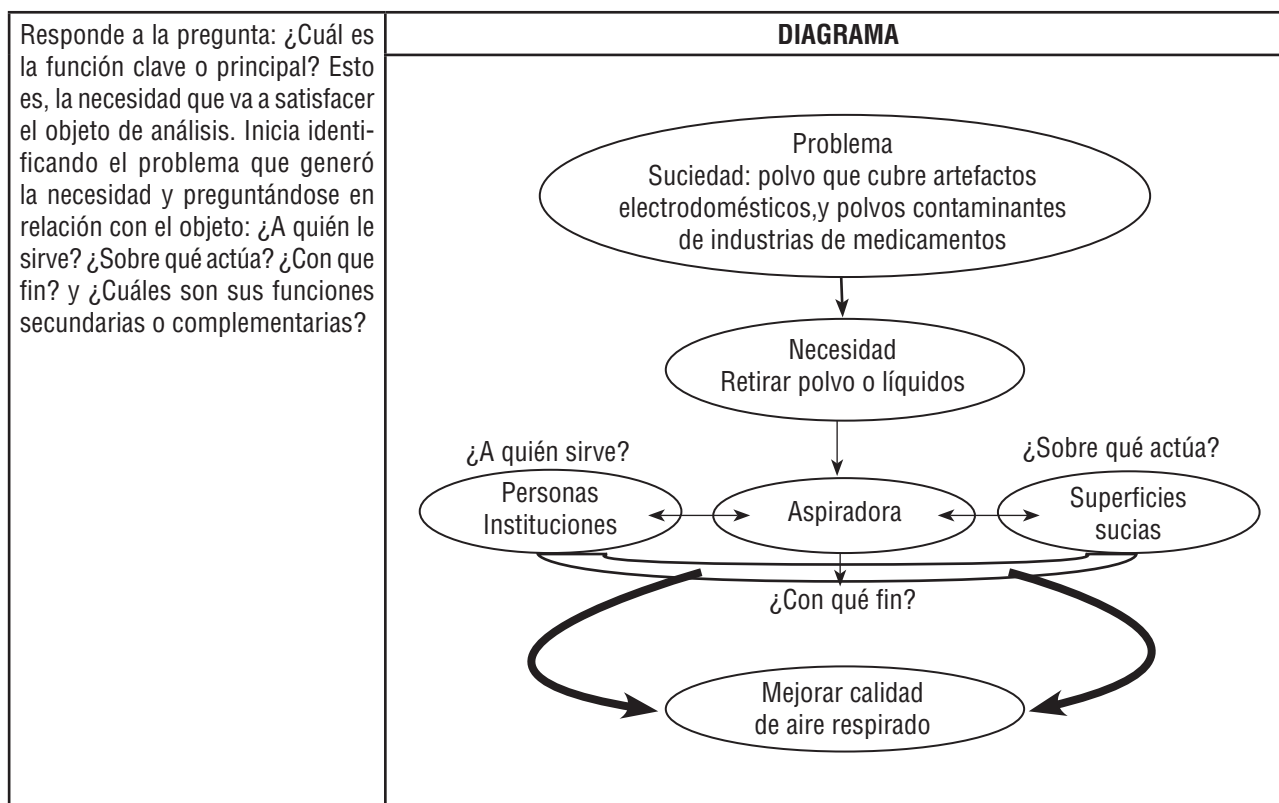 Responde a la pregunta: ¿Cuál es
la función clave o principal? Esto
es, la necesidad que va a satisfacer
el objeto de análisis. Inicia identi-
ficando el problema que generó
la necesidad y preguntándose en
relación con el objeto: ¿A quién le
sirve? ¿Sobre qué actúa? ¿Con que
fin? y ¿Cuáles son sus funciones
secundarias o complementarias?
DIAGRAMA
Problema
Suciedad: polvo que cubre artefactos
electrodomésticos,y polvos contaminantes
de industrias de medicamentos
Necesidad
Retirar polvo o líquidos
¿A quién sirve?
Personas
Instituciones
Aspiradora
¿Sobre qué actúa?
Superficies
sucias
¿Con qué fin?
Mejorar calidad
de aire respirado